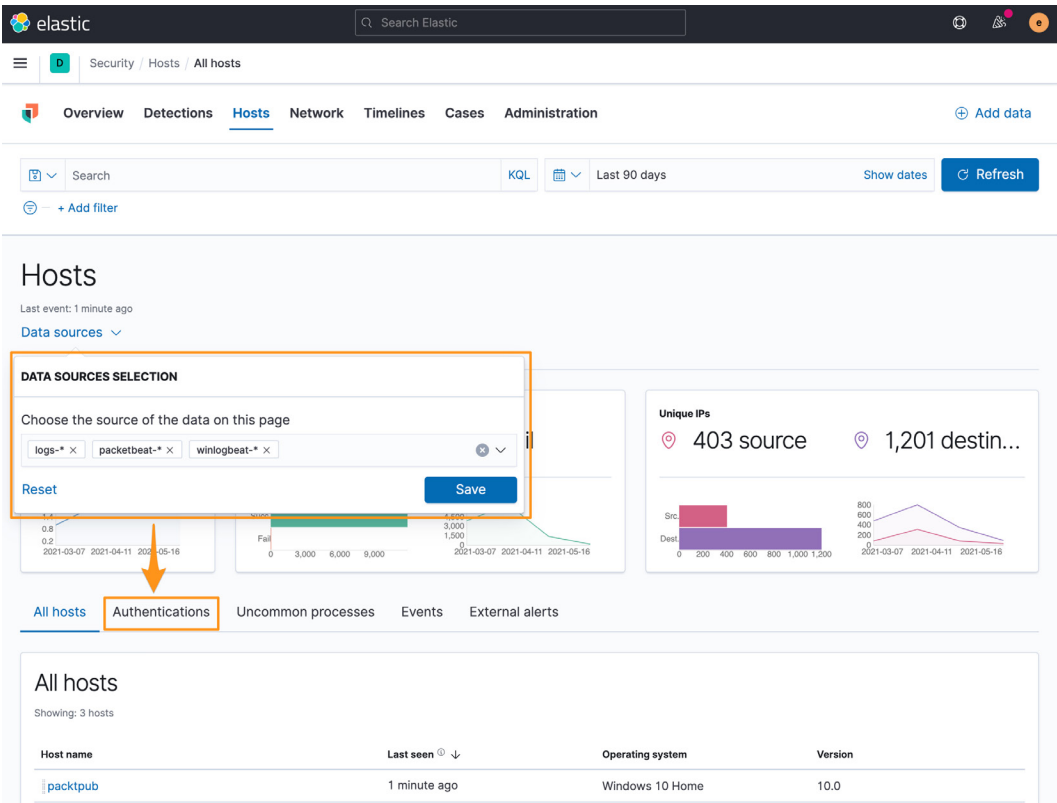 elastic
Search Elastic
e
D
Security / Hosts / All hosts
Overview Detections Hosts Network Timelines Cases Administration
Add data
Search
KQL
Last 90 days
Show dates
Refresh
+ Add filter
Hosts
Last event: 1 minute ago
Data sources
DATA SOURCES SELECTION
Choose the source of the data on this page
logs-* × packetbeat-* × winlogbeat-* ×
Reset
Save
0.8
0.2
2021-03-07 2021-04-11 2021-05-16
Fail
0 3,000 6,000 9,000
3,000
1,500
0
2021-03-07 2021-04-11 2021-05-16
Unique IPs
403 source
1,201 destin...
Src.
Dest.
0 200 400 600 800 1,000 1,200
800
600
400
200
0
2021-03-07 2021-04-11 2021-05-16
All hosts Authentications Uncommon processes Events External alerts
All hosts
Showing: 3 hosts
Host name Last seen Operating system Version
packtpub 1 minute ago Windows 10 Home 10.0